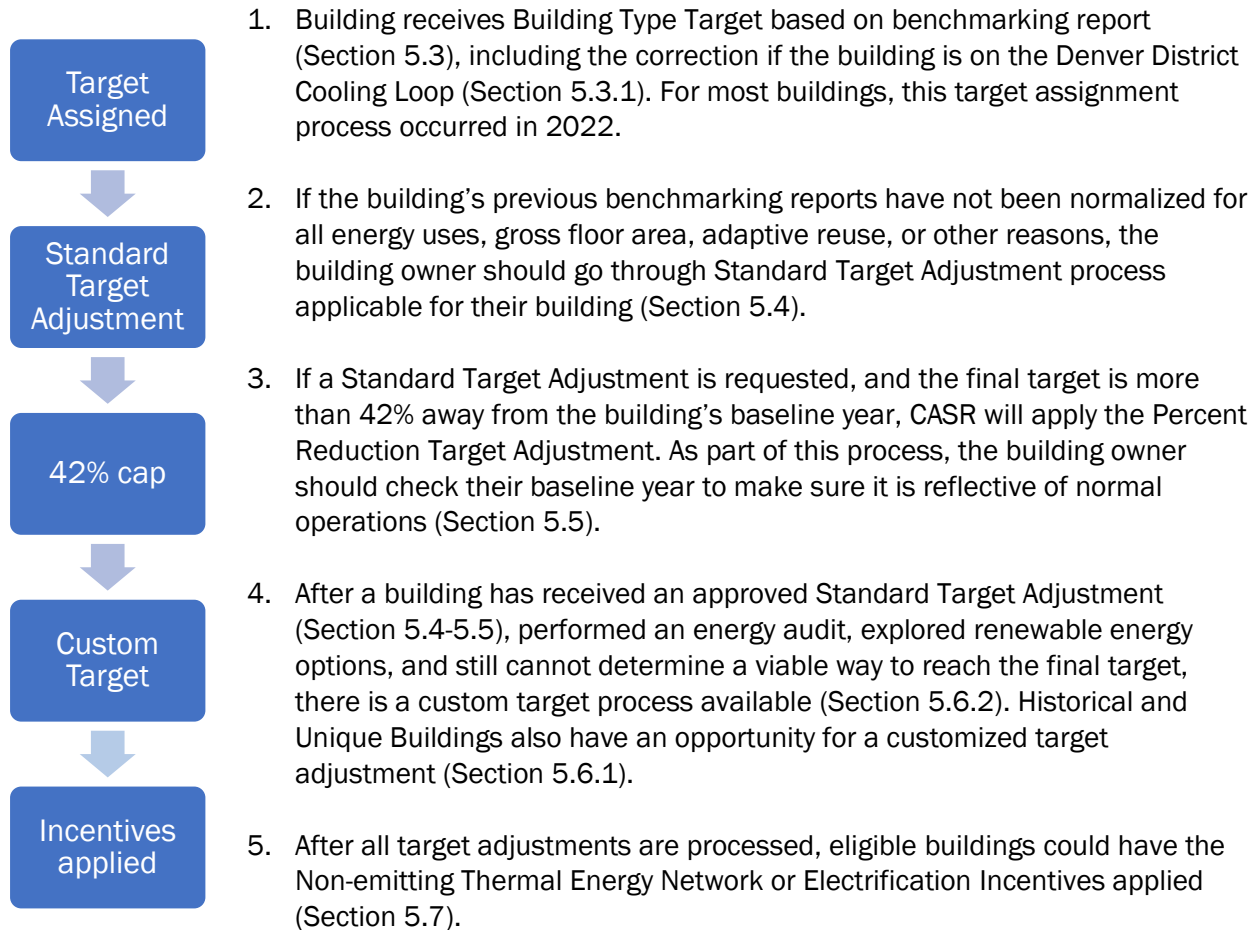 Target
Assigned
1. Building receives Building Type Target based on benchmarking report
(Section 5.3), including the correction if the building is on the Denver District
Cooling Loop (Section 5.3.1). For most buildings, this target assignment
process occurred in 2022.
Standard
Target
Adjustment
2. If the building’s previous benchmarking reports have not been normalized for
all energy uses, gross floor area, adaptive reuse, or other reasons, the
building owner should go through Standard Target Adjustment process
applicable for their building (Section 5.4).
42% cap
3. If a Standard Target Adjustment is requested, and the final target is more
than 42% away from the building’s baseline year, CASR will apply the Percent
Reduction Target Adjustment. As part of this process, the building owner
should check their baseline year to make sure it is reflective of normal
operations (Section 5.5).
Custom
Target
4. After a building has received an approved Standard Target Adjustment
(Section 5.4-5.5), performed an energy audit, explored renewable energy
options, and still cannot determine a viable way to reach the final target,
there is a custom target process available (Section 5.6.2). Historical and
Unique Buildings also have an opportunity for a customized target
adjustment (Section 5.6.1).
Incentives
applied
5. After all target adjustments are processed, eligible buildings could have the
Non-emitting Thermal Energy Network or Electrification Incentives applied
(Section 5.7).